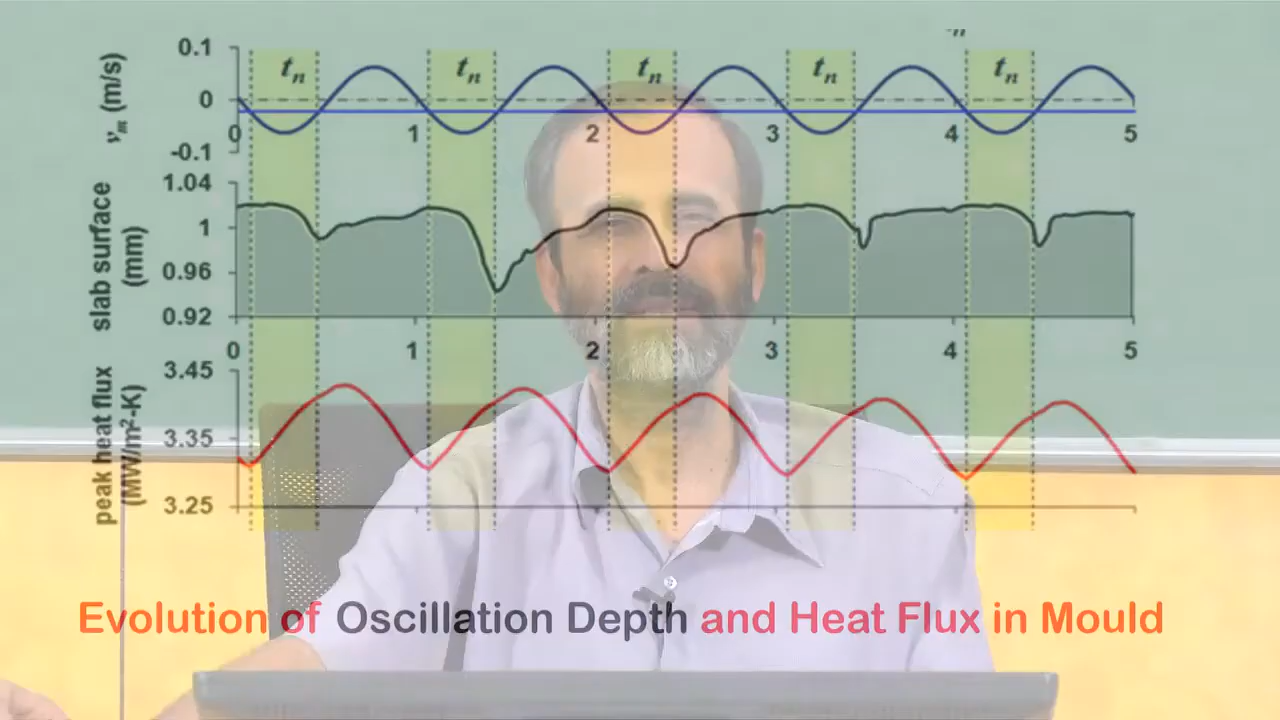 n
0.1
v_m (m/s)
t_n t_n t_n t_n t_n
0
0 1 2 3 4 5
-0.1
1.04
slab surface
(mm)
1
0.96
0.92
0 1 2 3 4 5
3.45
peak heat flux
(MW/m²-K)
3.35
3.25
Evolution of Oscillation Depth and Heat Flux in Mould